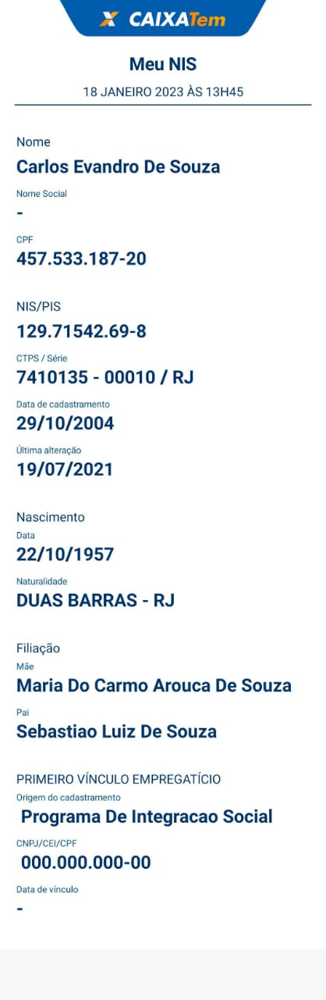 CAIXATem
Meu NIS
18 JANEIRO 2023 ÀS 13H45
Nome
Carlos Evandro De Souza
Nome Social
-
CPF
457.533.187-20
NIS/PIS
129.71542.69-8
CTPS / Série
7410135 - 00010 / RJ
Data de cadastramento
29/10/2004
Última alteração
19/07/2021
Nascimento
Data
22/10/1957
Naturalidade
DUAS BARRAS - RJ
Filiação
Mãe
Maria Do Carmo Arouca De Souza
Pai
Sebastiao Luiz De Souza
PRIMEIRO VÍNCULO EMPREGATÍCIO
Origem do cadastramento
Programa De Integracao Social
CNPJ/CEI/CPF
000.000.000-00
Data de vínculo
-